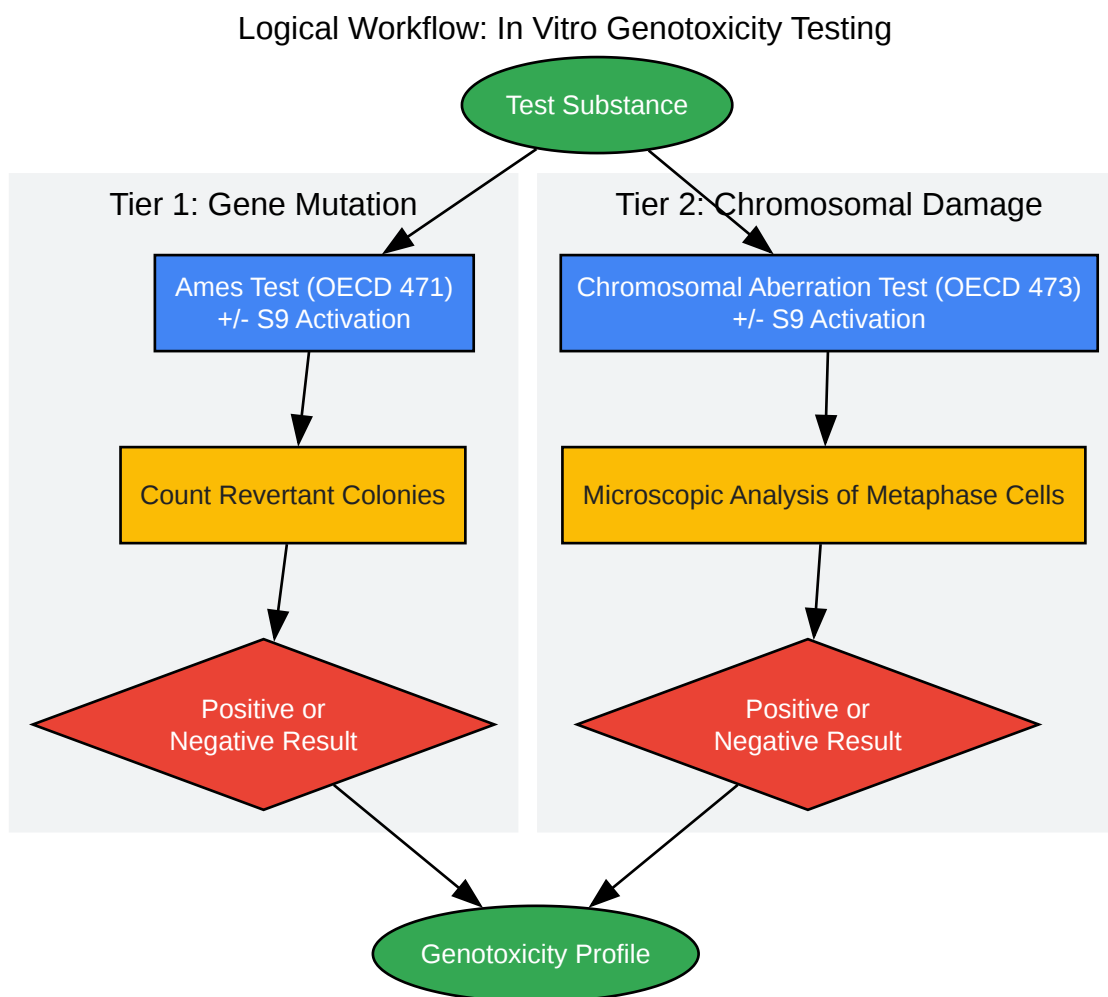 Logical Workflow: In Vitro Genotoxicity Testing
Test Substance
Tier 1: Gene Mutation
Ames Test (OECD 471)
+/- S9 Activation
Count Revertant Colonies
Positive or
Negative Result
Tier 2: Chromosomal Damage
Chromosomal Aberration Test (OECD 473)
+/- S9 Activation
Microscopic Analysis of Metaphase Cells
Positive or
Negative Result
Genotoxicity Profile